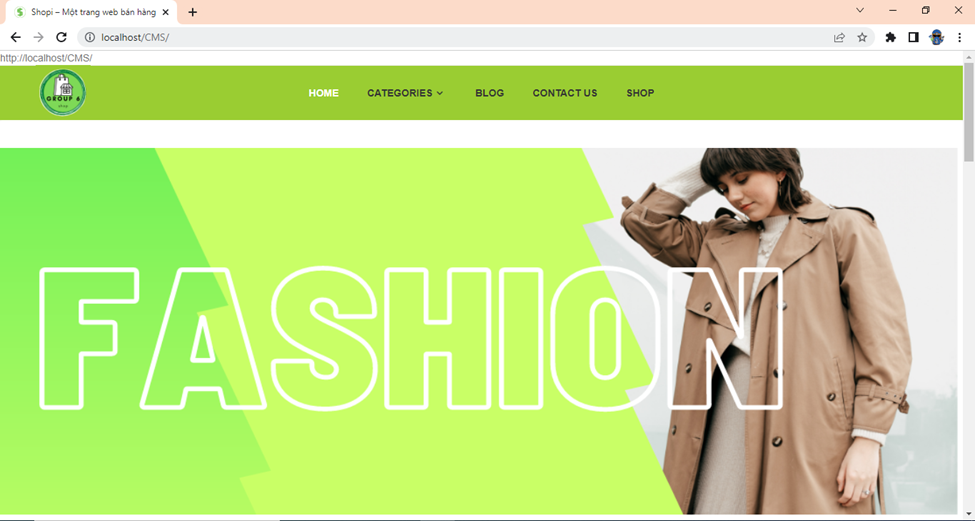 Shopi – Một trang web bán hàng
localhost/CMS/
http://localhost/CMS/
GROUP 6
HOME CATEGORIES BLOG CONTACT US SHOP
FASHION